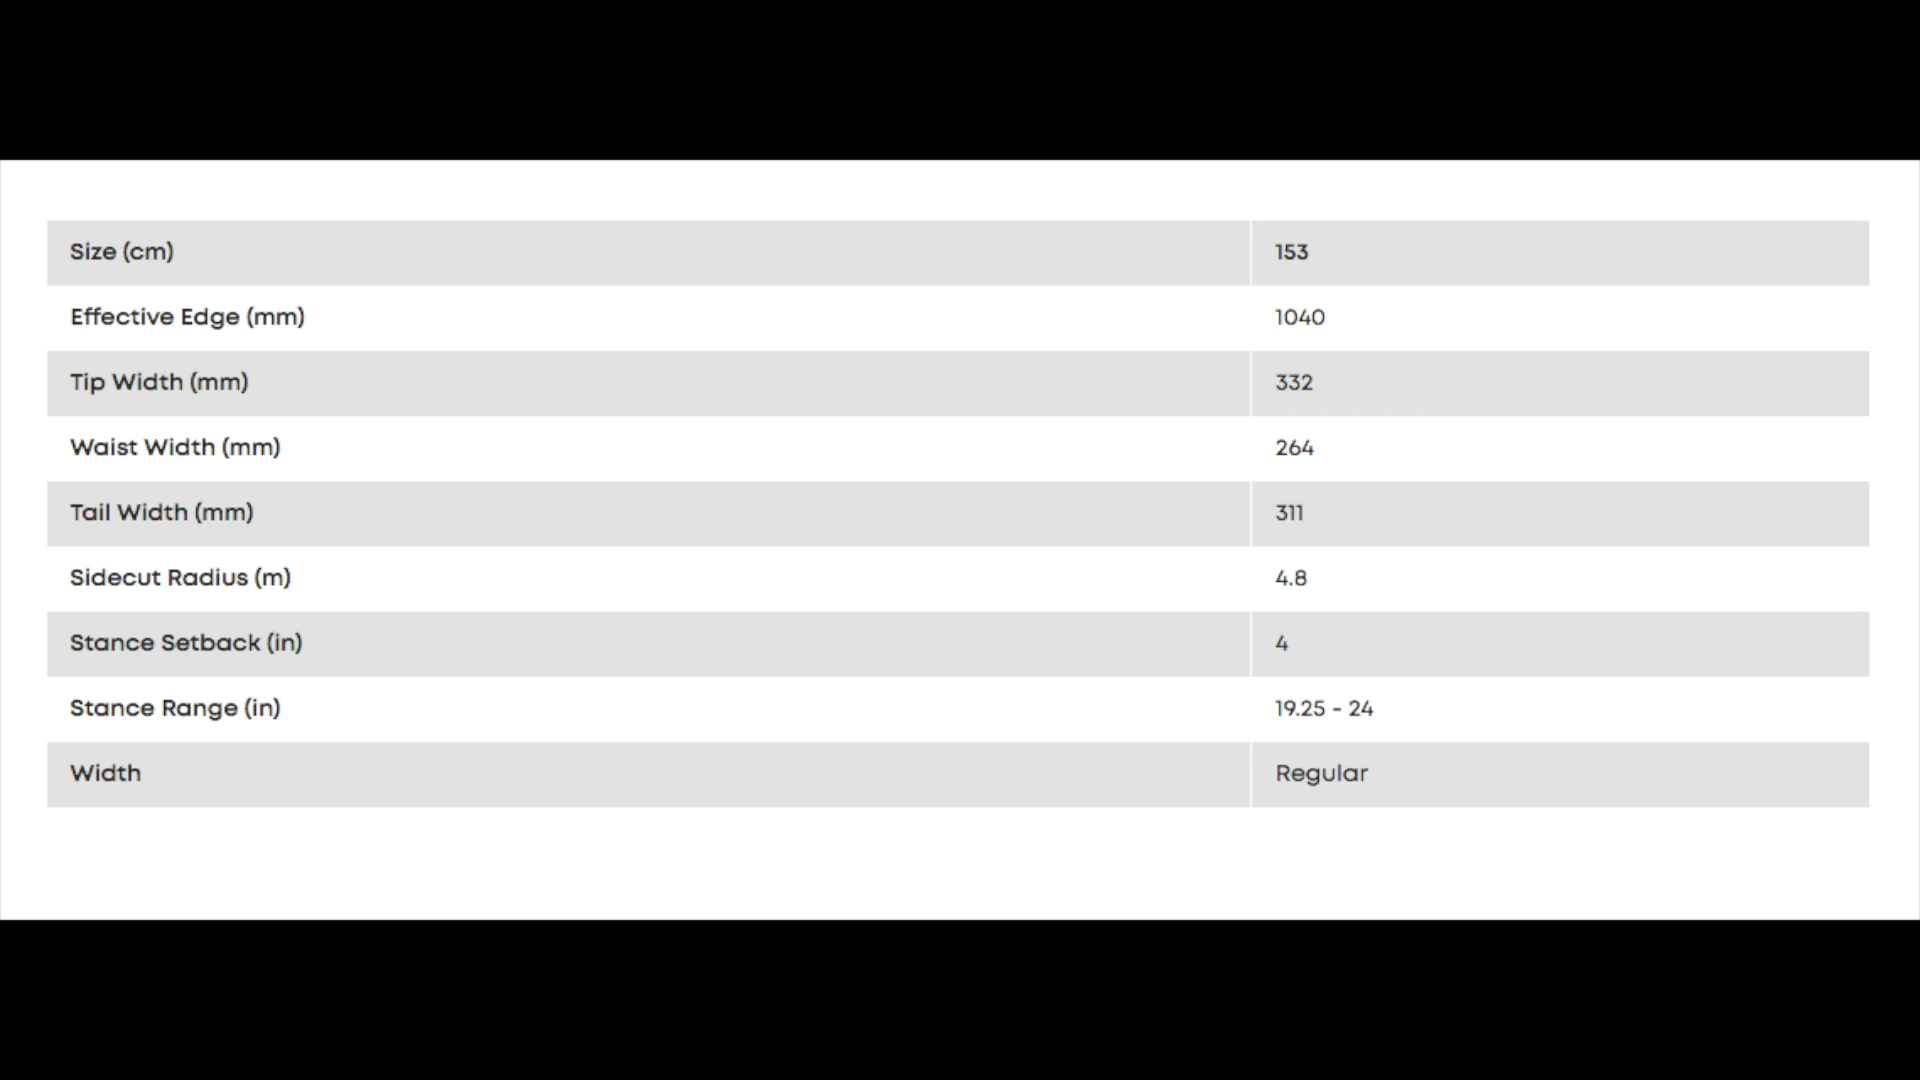 Size (cm) 153
Effective Edge (mm) 1040
Tip Width (mm) 332
Waist Width (mm) 264
Tail Width (mm) 311
Sidecut Radius (m) 4.8
Stance Setback (in) 4
Stance Range (in) 19.25 - 24
Width Regular